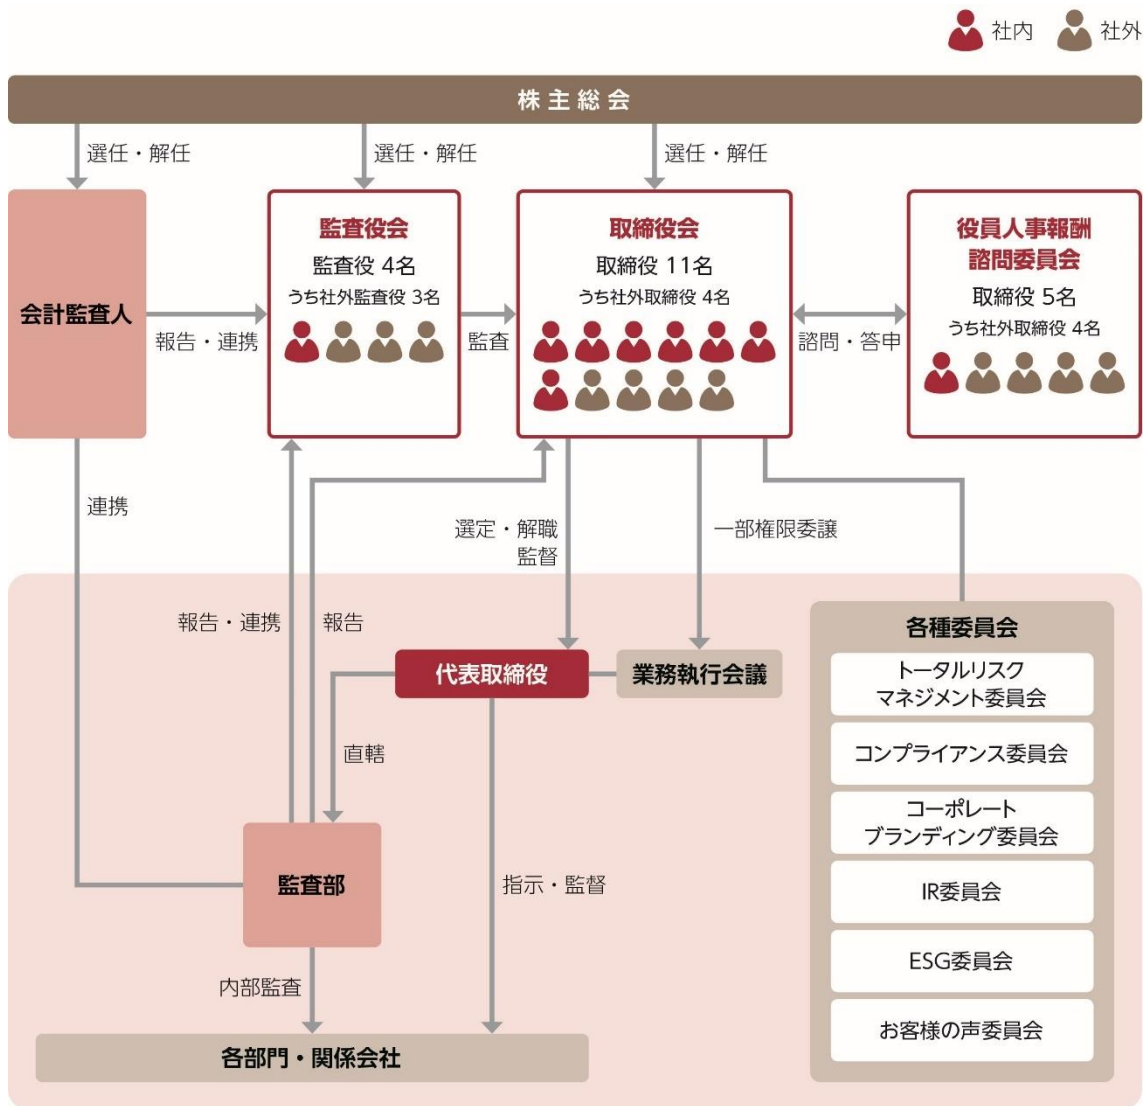 社内
社外
株主総会
選任・解任
選任・解任
選任・解任
会計監査人
報告・連携
監査役会
監査役 4名
うち社外監査役 3名
監査
取締役会
取締役 11名
うち社外取締役 4名
諮問・答申
役員人事報酬
諮問委員会
取締役 5名
うち社外取締役 4名
連携
選定・解職
監督
一部権限委譲
報告・連携
報告
代表取締役
業務執行会議
直轄
監査部
指示・監督
内部監査
各部門・関係会社
各種委員会
トータルリスク
マネジメント委員会
コンプライアンス委員会
コーポレート
ブランディング委員会
IR委員会
ESG委員会
お客様の声委員会